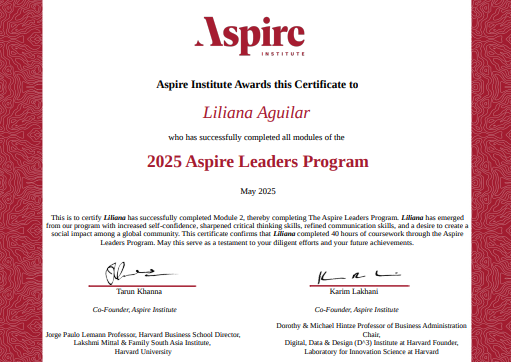 Aspire
INSTITUTE
Aspire Institute Awards this Certificate to
Liliana Aguilar
who has successfully completed all modules of the
2025 Aspire Leaders Program
May 2025
This is to certify Liliana has successfully completed Module 2, thereby completing The Aspire Leaders Program. Liliana has emerged
from our program with increased self-confidence, sharpened critical thinking skills, refined communication skills, and a desire to create a
social impact among a global community. This certificate confirms that Liliana completed 40 hours of coursework through the Aspire
Leaders Program. May this serve as a testament to your diligent efforts and your future achievements.
Tarun Khanna
Karim Lakhani
Co-Founder, Aspire Institute
Co-Founder, Aspire Institute
Jorge Paulo Lemann Professor, Harvard Business School Director,
Lakshmi Mittal & Family South Asia Institute,
Harvard University
Dorothy & Michael Hintze Professor of Business Administration
Chair,
Digital, Data & Design (D^3) Institute at Harvard Founder,
Laboratory for Innovation Science at Harvard